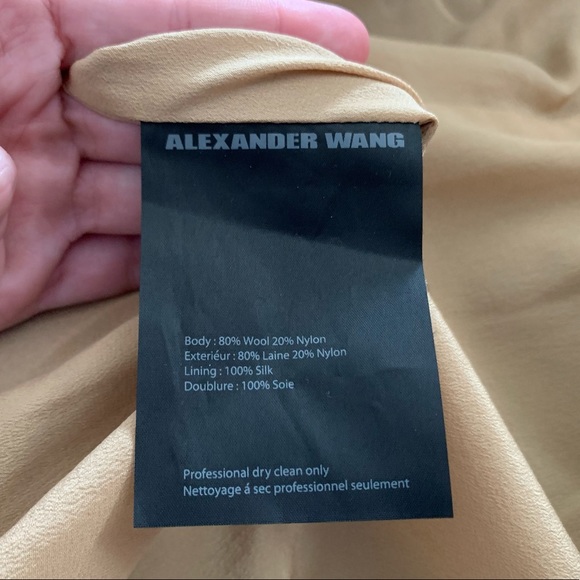 ALEXANDER WANG
Body : 80% Wool 20% Nylon
Exteriéur : 80% Laine 20% Nylon
Lining : 100% Silk
Doublure : 100% Soie
Professional dry clean only
Nettoyage á sec professionnel seulement